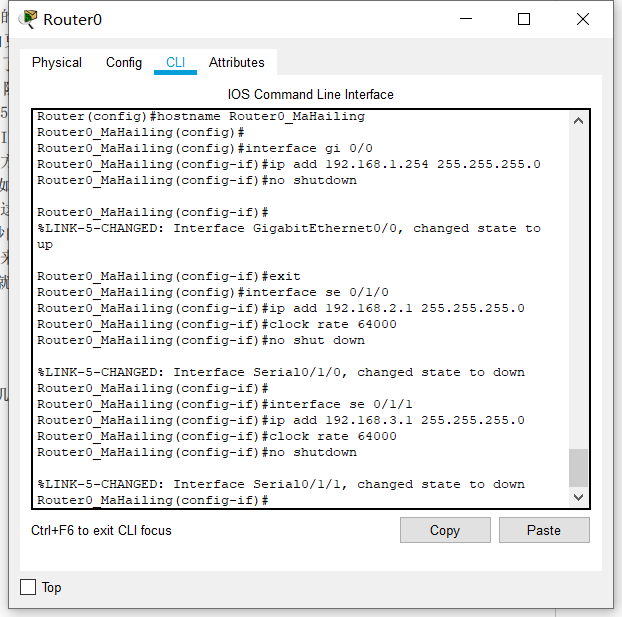 Router0
Physical Config CLI Attributes
IOS Command Line Interface
Router(config)#hostname Router0_MaHailing
Router0_MaHailing(config)#
Router0_MaHailing(config)#interface gi 0/0
Router0_MaHailing(config-if)#ip add 192.168.1.254 255.255.255.0
Router0_MaHailing(config-if)#no shutdown
Router0_MaHailing(config-if)#
%LINK-5-CHANGED: Interface GigabitEthernet0/0, changed state to
up
Router0_MaHailing(config-if)#exit
Router0_MaHailing(config)#interface se 0/1/0
Router0_MaHailing(config-if)#ip add 192.168.2.1 255.255.255.0
Router0_MaHailing(config-if)#clock rate 64000
Router0_MaHailing(config-if)#no shut down
%LINK-5-CHANGED: Interface Serial0/1/0, changed state to down
Router0_MaHailing(config-if)#
Router0_MaHailing(config-if)#interface se 0/1/1
Router0_MaHailing(config-if)#ip add 192.168.3.1 255.255.255.0
Router0_MaHailing(config-if)#clock rate 64000
Router0_MaHailing(config-if)#no shutdown
%LINK-5-CHANGED: Interface Serial0/1/1, changed state to down
Router0_MaHailing(config-if)#
Ctrl+F6 to exit CLI focus
Copy Paste
Top